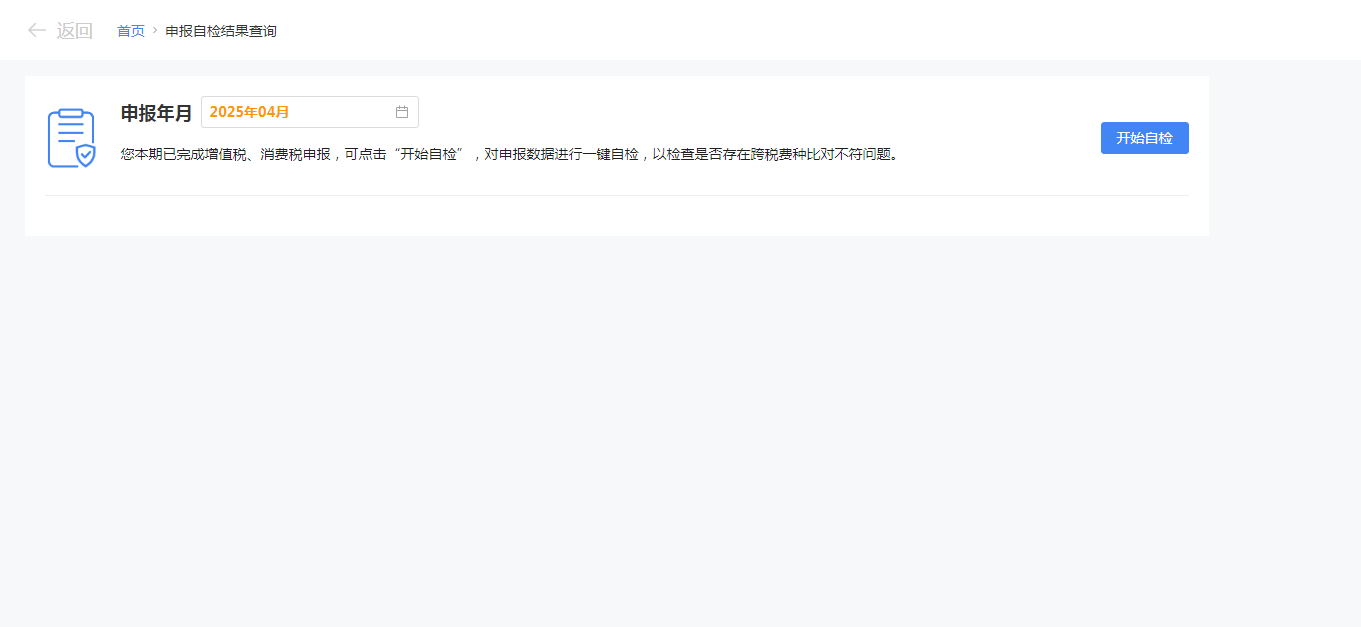 返回 首页 > 申报自检结果查询
申报年月 2025年04月
您本期已完成增值税、消费税申报，可点击“开始自检”，对申报数据进行一键自检，以检查是否存在跨税费种比对不符问题。
开始自检